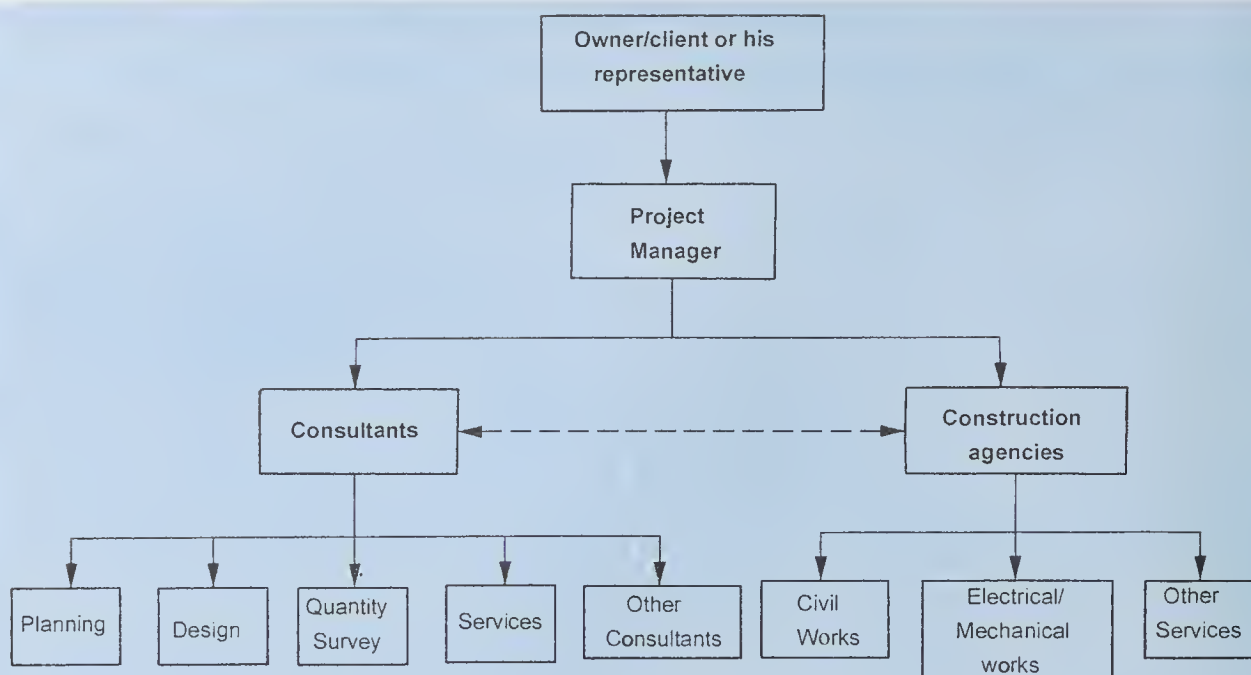 Owner/client or his
representative
Project
Manager
Consultants
Construction
agencies
Planning
Design
Quantity
Survey
Services
Other
Consultants
Civil
Works
Electrical/
Mechanical
works
Other
Services